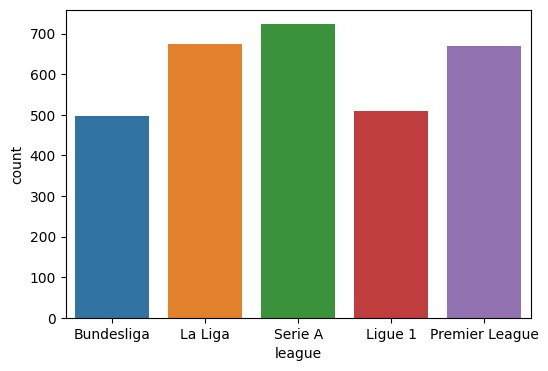 700
600
500
400
300
200
100
0
count
Bundesliga
La Liga
Serie A
Ligue 1
Premier League
league